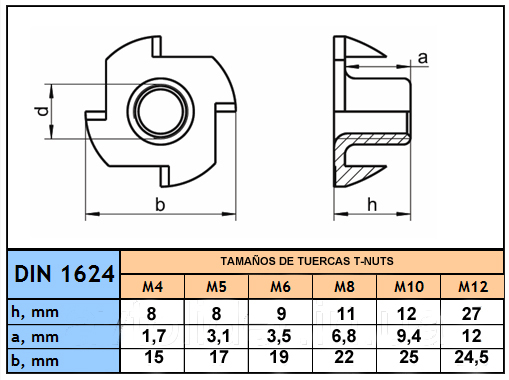 a
d
b
h
DIN 1624
TAMAÑOS DE TUERCAS T-NUTS
M4 M5 M6 M8 M10 M12
h, mm 8 8 9 11 12 27
a, mm 1,7 3,1 3,5 6,8 9,4 12
b, mm 15 17 19 22 25 24,5